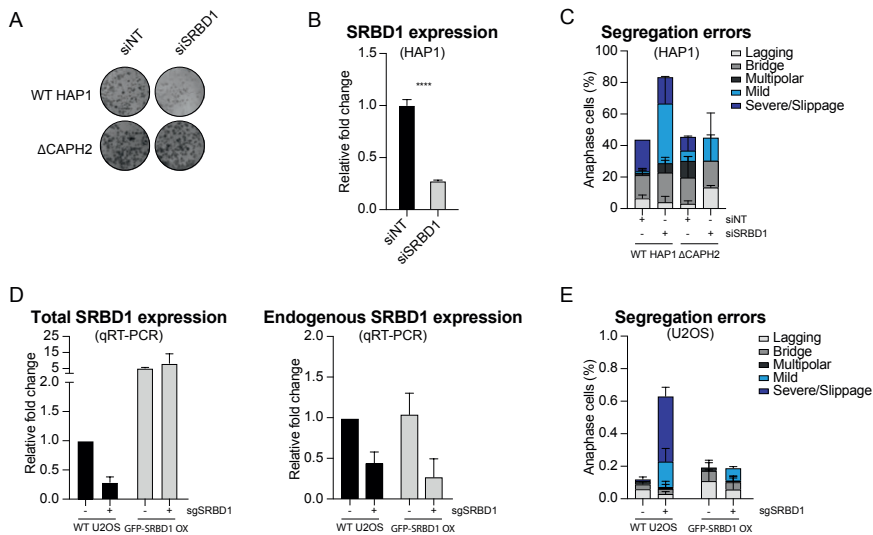 A
siNT
siSRBD1
WT HAP1
ΔCAPH2
B
SRBD1 expression
(HAP1)
Relative fold change
1.5
1.0
0.5
0.0
****
siNT
siSRBD1
C
Segregation errors
(HAP1)
Anaphase cells (%)
100
80
60
40
20
0
Lagging
Bridge
Multipolar
Mild
Severe/Slippage
+ - + - siNT
- + - + siSRBD1
WT HAP1 ΔCAPH2
D
Total SRBD1 expression
(qRT-PCR)
Relative fold change
25
15
5
2.0
1.5
1.0
0.5
0.0
- + - + sgSRBD1
WT U2OS GFP-SRBD1 OX
Endogenous SRBD1 expression
(qRT-PCR)
Relative fold change
2.0
1.5
1.0
0.5
0.0
- + - + sgSRBD1
WT U2OS GFP-SRBD1 OX
E
Segregation errors
(U2OS)
Anaphase cells (%)
1.0
0.8
0.6
0.4
0.2
0.0
Lagging
Bridge
Multipolar
Mild
Severe/Slippage
- + - + sgSRBD1
WT U2OS GFP-SRBD1 OX